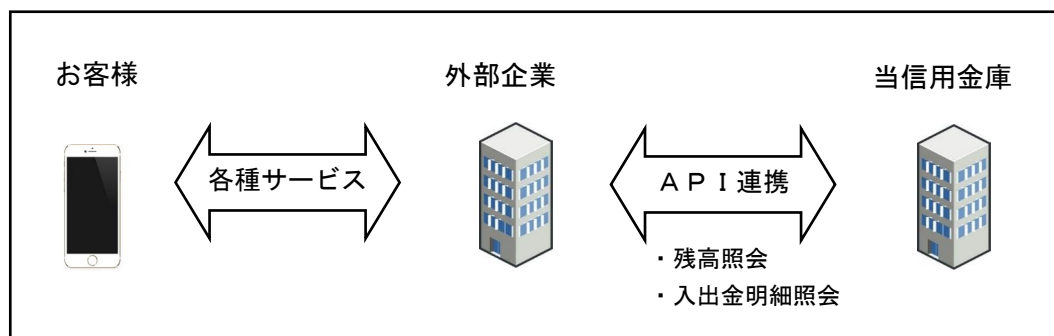 お客様
外部企業
当信用金庫
各種サービス
ＡＰＩ連携
・残高照会
・入出金明細照会